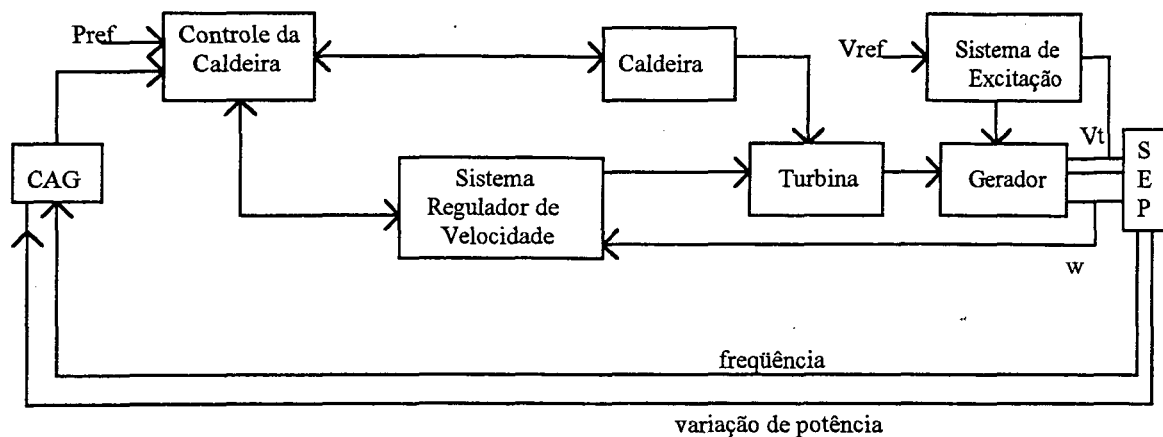 Pref
Controle da
Caldeira
Caldeira
Vref
Sistema de
Excitação
Vt
S
E
P
CAG
Sistema
Regulador de
Velocidade
Turbina
Gerador
w
freqüência
variação de potência